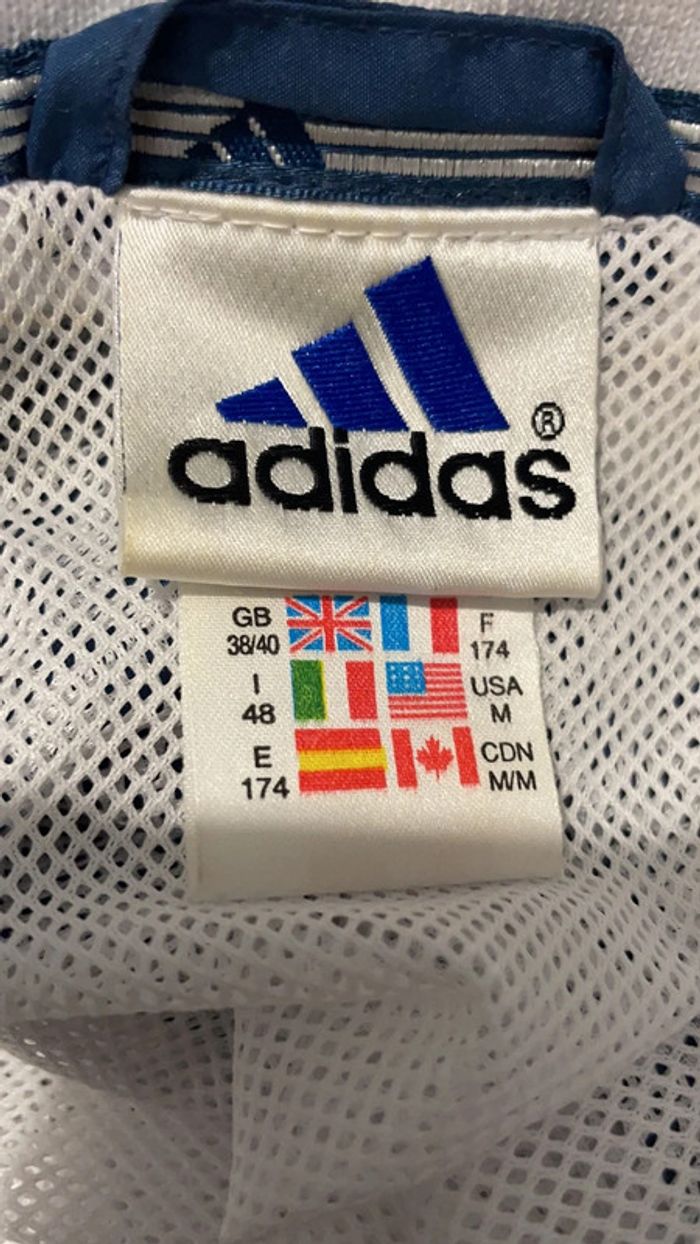 adidas®
GB F
38/40 174
I USA
48 M
E CDN
174 M/M